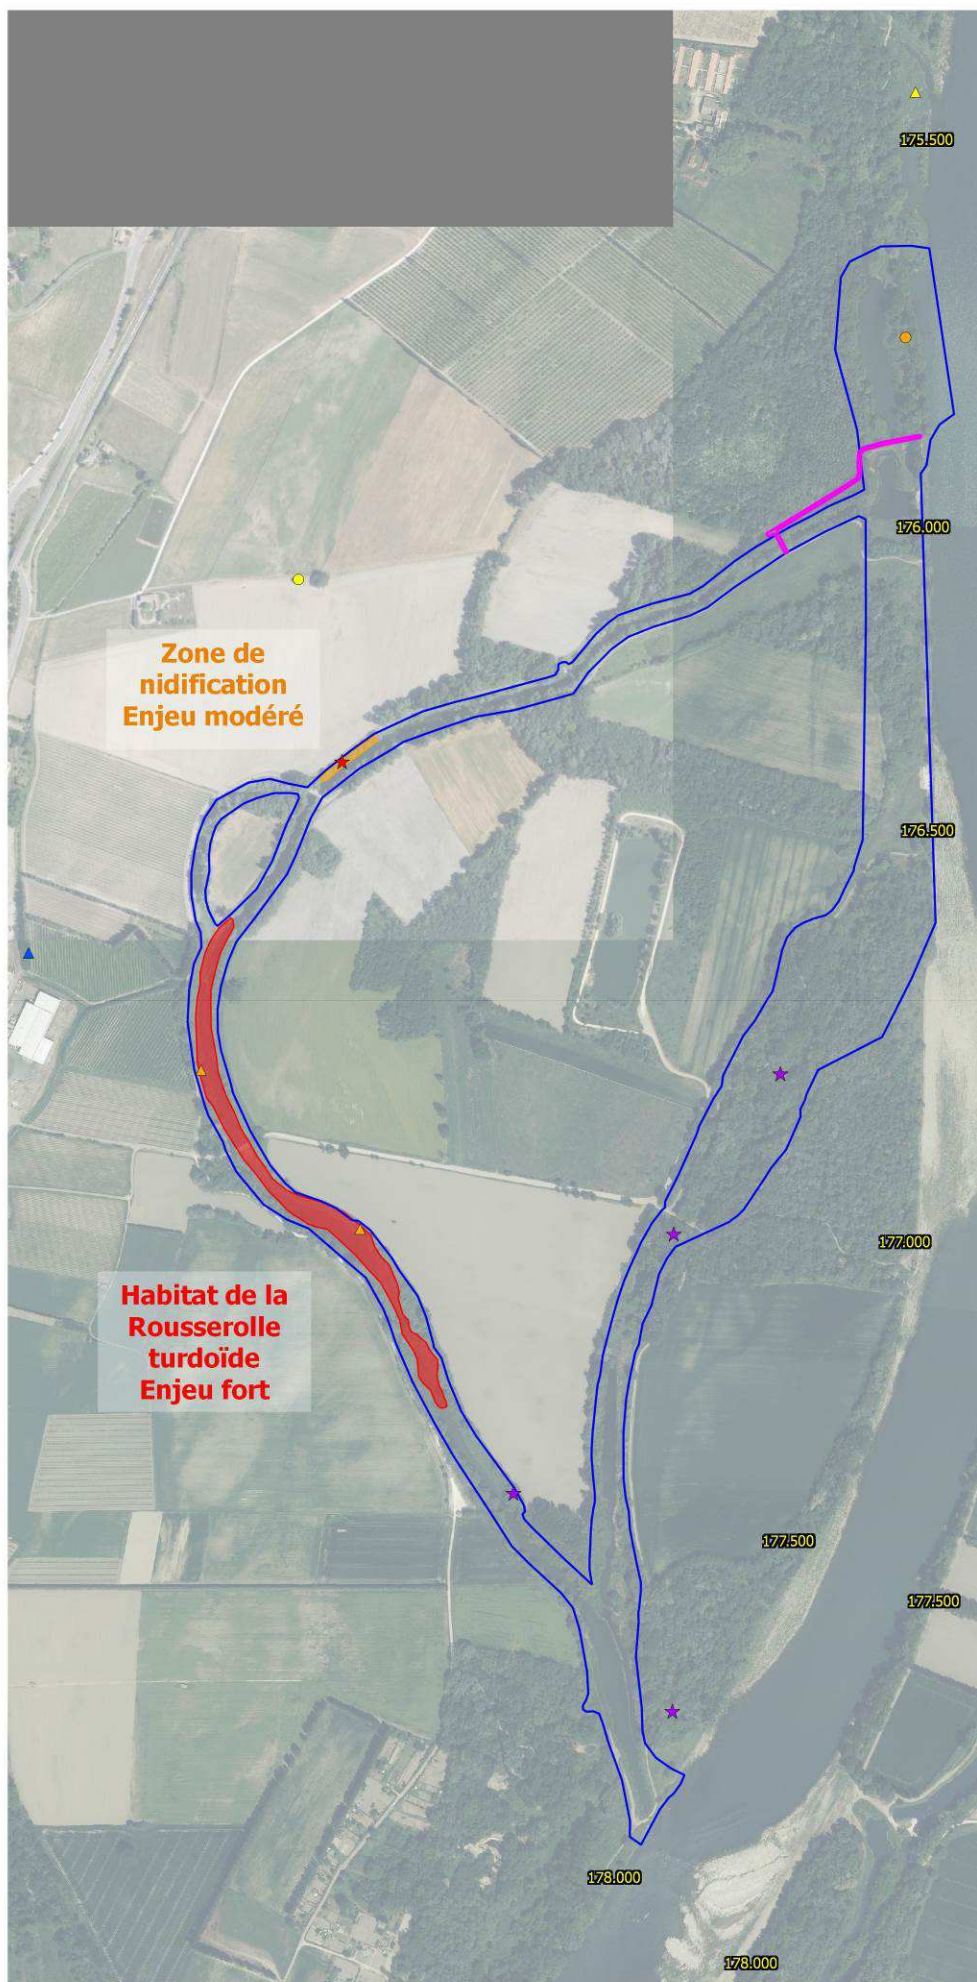 175.500
176.000
Zone de
nidification
Enjeu modéré
176.500
177.000
Habitat de la
Rousserolle
turdoïde
Enjeu fort
177.500
177.500
178.000
178.000